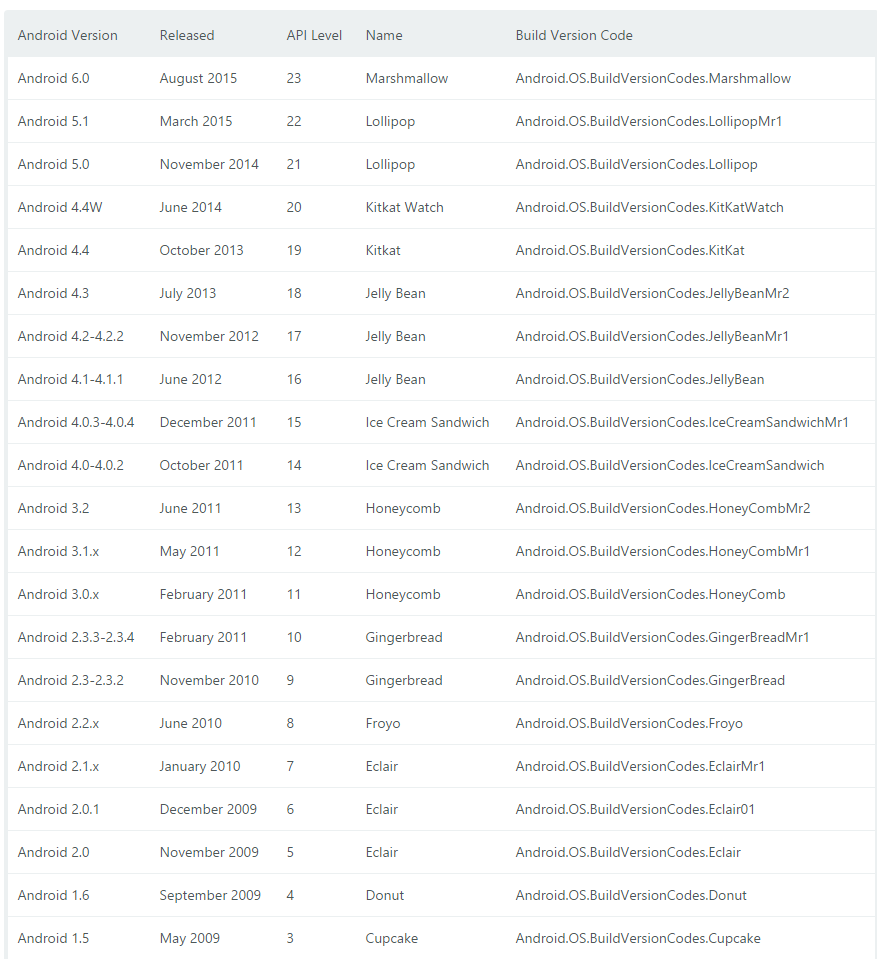 Android Version Released API Level Name Build Version Code
Android 6.0 August 2015 23 Marshmallow Android.OS.BuildVersionCodes.Marshmallow
Android 5.1 March 2015 22 Lollipop Android.OS.BuildVersionCodes.LollipopMr1
Android 5.0 November 2014 21 Lollipop Android.OS.BuildVersionCodes.Lollipop
Android 4.4W June 2014 20 Kitkat Watch Android.OS.BuildVersionCodes.KitKatWatch
Android 4.4 October 2013 19 Kitkat Android.OS.BuildVersionCodes.KitKat
Android 4.3 July 2013 18 Jelly Bean Android.OS.BuildVersionCodes.JellyBeanMr2
Android 4.2-4.2.2 November 2012 17 Jelly Bean Android.OS.BuildVersionCodes.JellyBeanMr1
Android 4.1-4.1.1 June 2012 16 Jelly Bean Android.OS.BuildVersionCodes.JellyBean
Android 4.0.3-4.0.4 December 2011 15 Ice Cream Sandwich Android.OS.BuildVersionCodes.IceCreamSandwichMr1
Android 4.0-4.0.2 October 2011 14 Ice Cream Sandwich Android.OS.BuildVersionCodes.IceCreamSandwich
Android 3.2 June 2011 13 Honeycomb Android.OS.BuildVersionCodes.HoneyCombMr2
Android 3.1.x May 2011 12 Honeycomb Android.OS.BuildVersionCodes.HoneyCombMr1
Android 3.0.x February 2011 11 Honeycomb Android.OS.BuildVersionCodes.HoneyComb
Android 2.3.3-2.3.4 February 2011 10 Gingerbread Android.OS.BuildVersionCodes.GingerBreadMr1
Android 2.3-2.3.2 November 2010 9 Gingerbread Android.OS.BuildVersionCodes.GingerBread
Android 2.2.x June 2010 8 Froyo Android.OS.BuildVersionCodes.Froyo
Android 2.1.x January 2010 7 Eclair Android.OS.BuildVersionCodes.EclairMr1
Android 2.0.1 December 2009 6 Eclair Android.OS.BuildVersionCodes.Eclair01
Android 2.0 November 2009 5 Eclair Android.OS.BuildVersionCodes.Eclair
Android 1.6 September 2009 4 Donut Android.OS.BuildVersionCodes.Donut
Android 1.5 May 2009 3 Cupcake Android.OS.BuildVersionCodes.Cupcake